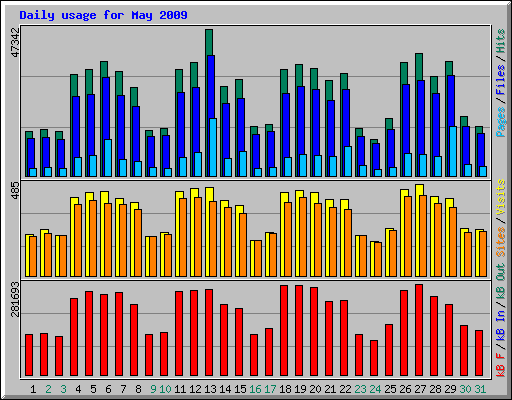 Daily usage for May 2009
47342
Pages / Files / Hits
485
Sites / Visits
281693
kB F / kB In / kB Out
1 2 3 4 5 6 7 8 9 10 11 12 13 14 15 16 17 18 19 20 21 22 23 24 25 26 27 28 29 30 31